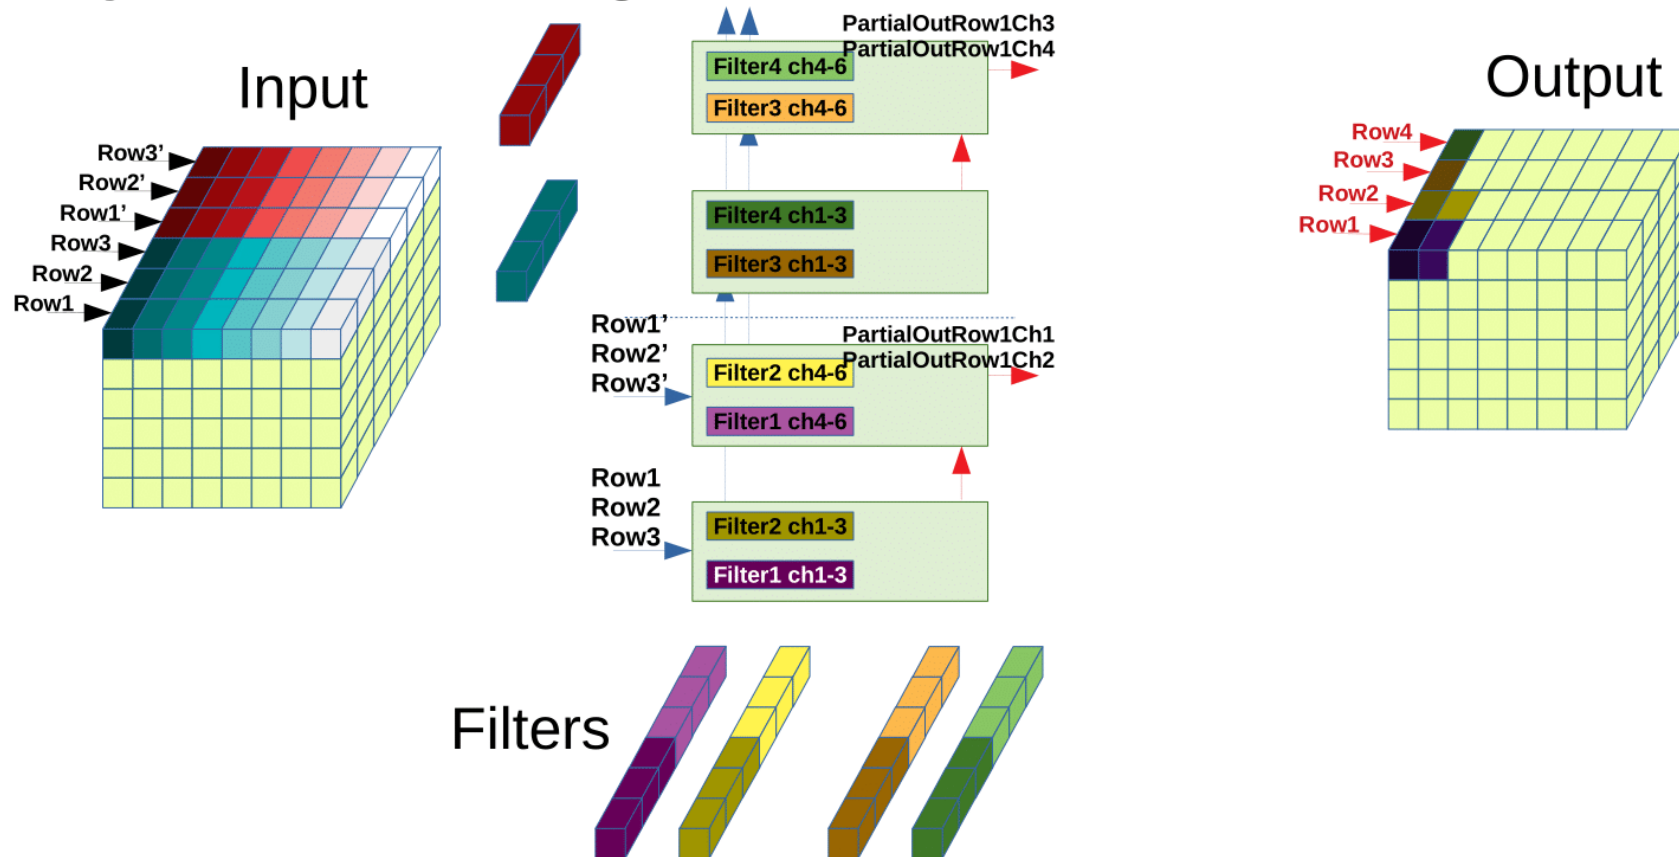 Input
Row3’
Row2’
Row1’
Row3
Row2
Row1
PartialOutRow1Ch3
PartialOutRow1Ch4
Filter4 ch4-6
Filter3 ch4-6
Filter4 ch1-3
Filter3 ch1-3
Row1’
Row2’
Row3’
PartialOutRow1Ch1
PartialOutRow1Ch2
Filter2 ch4-6
Filter1 ch4-6
Row1
Row2
Row3
Filter2 ch1-3
Filter1 ch1-3
Filters
Output
Row4
Row3
Row2
Row1